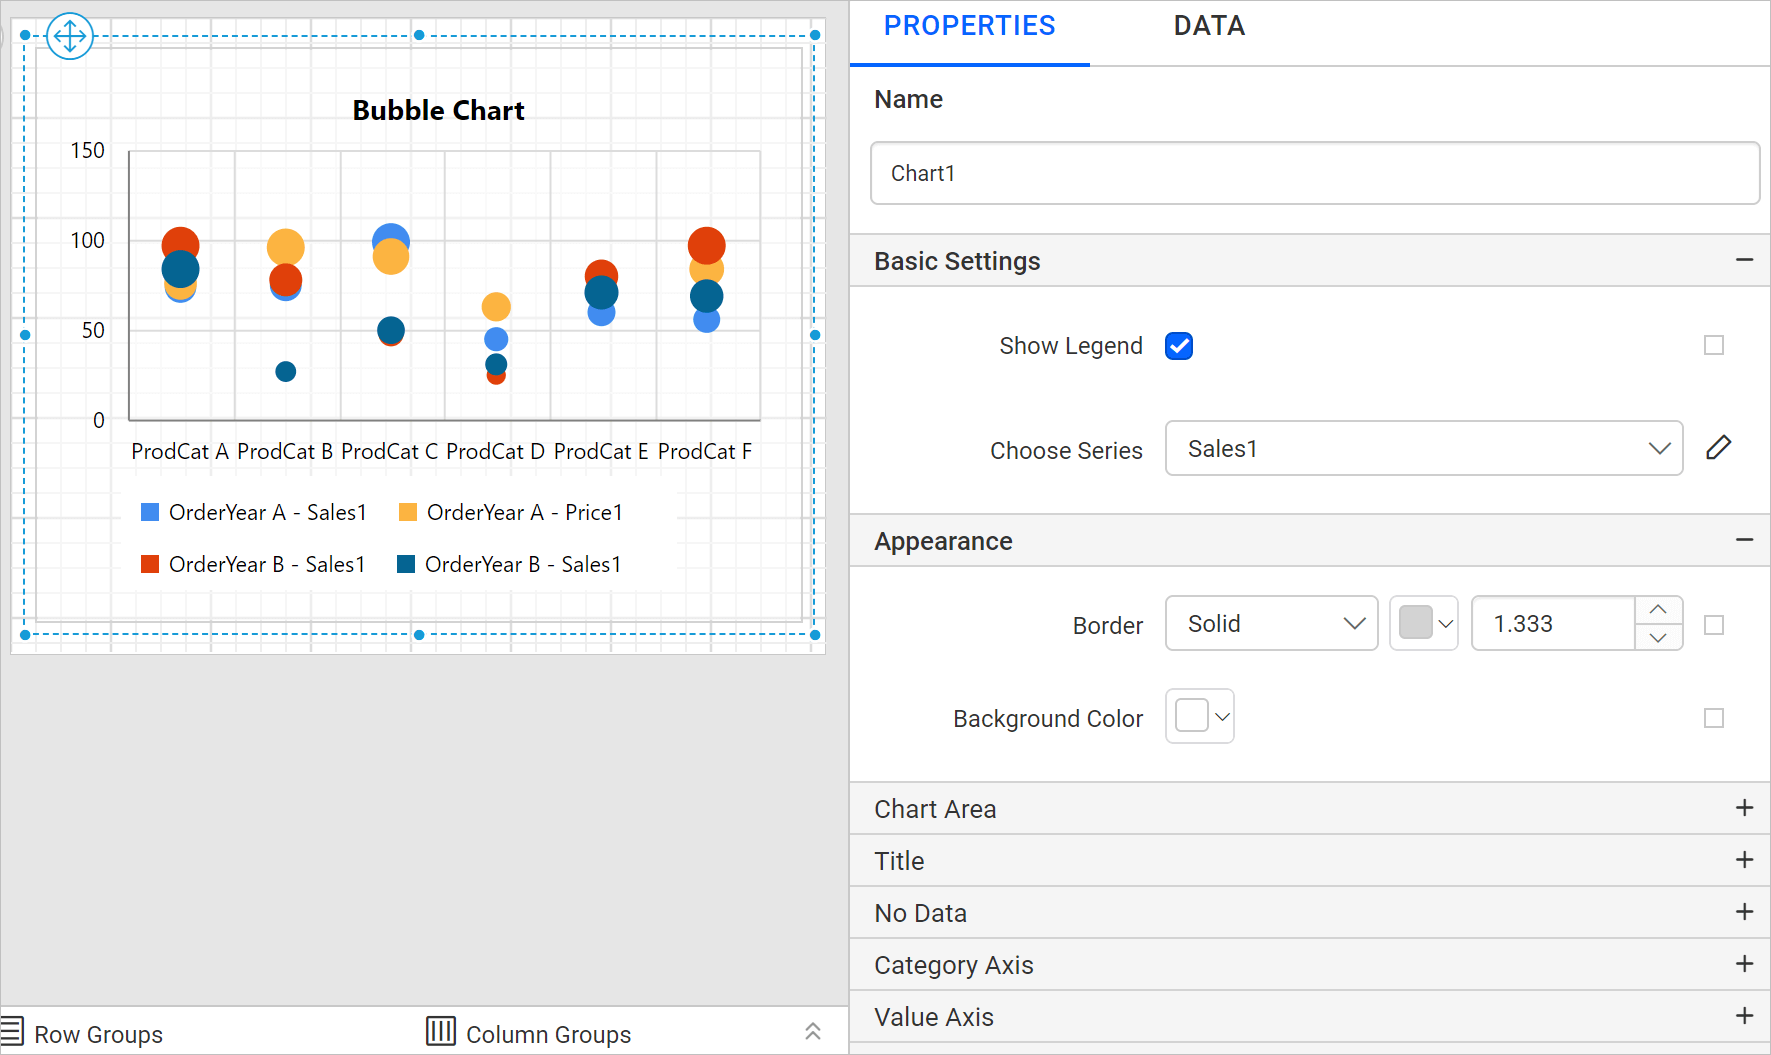 Bubble Chart
150
100
50
0
ProdCat A ProdCat B ProdCat C ProdCat D ProdCat E ProdCat F
OrderYear A - Sales1 OrderYear A - Price1
OrderYear B - Sales1 OrderYear B - Sales1
Row Groups Column Groups
PROPERTIES DATA
Name
Chart1
Basic Settings
Show Legend
Choose Series Sales1
Appearance
Border Solid 1.333
Background Color
Chart Area
Title
No Data
Category Axis
Value Axis